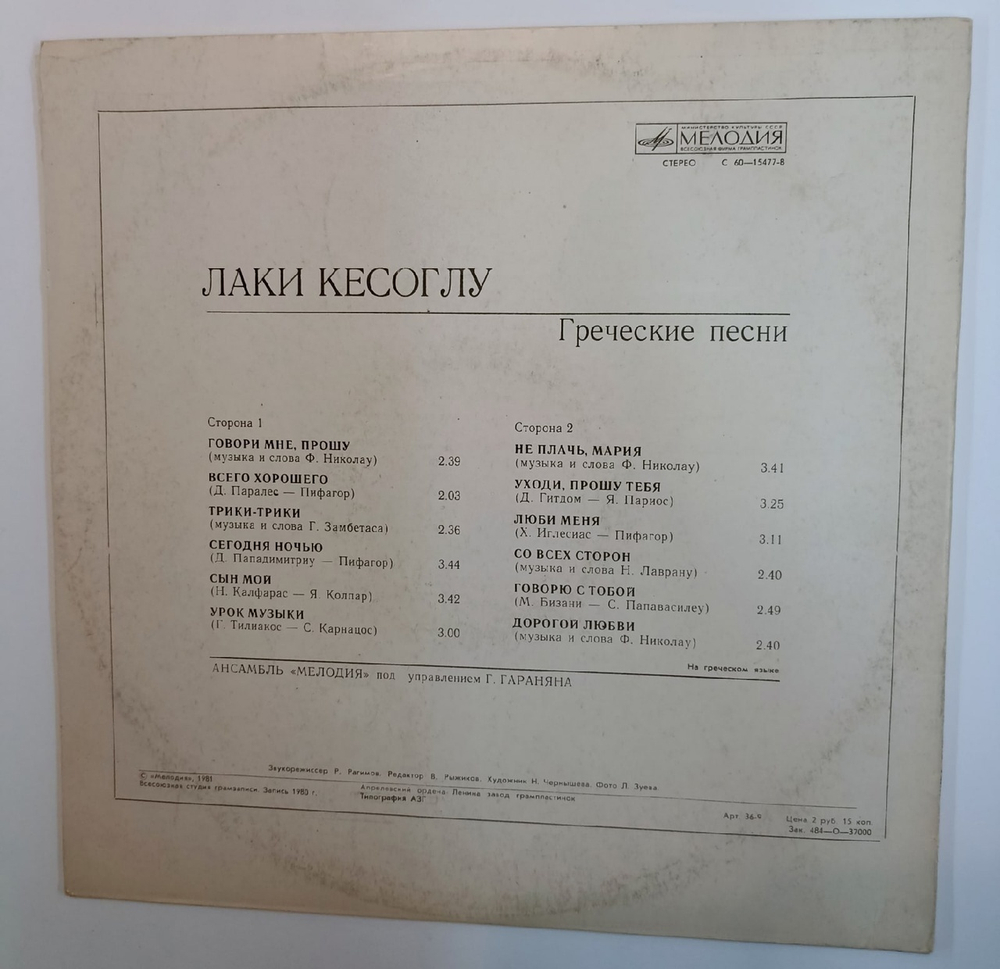 МИНИСТЕРСТВО КУЛЬТУРЫ СССР
МЕЛОДИЯ
ВСЕСОЮЗНАЯ ФИРМА ГРАМПЛАСТИНОК
СТЕРЕО С 60—15477-8
ЛАКИ КЕСОГЛУ
Греческие песни
Сторона 1
ГОВОРИ МНЕ, ПРОШУ
(музыка и слова Ф. Николау) 2.39
ВСЕГО ХОРОШЕГО
(Д. Паралес — Пифагор) 2.03
ТРИКИ-ТРИКИ
(музыка и слова Г. Замбетаса) 2.36
СЕГОДНЯ НОЧЬЮ
(Д. Пападимитриу — Пифагор) 3.44
СЫН МОЙ
(Н. Калфарас — Я. Колпар) 3.42
УРОК МУЗЫКИ
(Г. Тилиакос — С. Карнацос) 3.00
Сторона 2
НЕ ПЛАЧЬ, МАРИЯ
(музыка и слова Ф. Николау) 3.41
УХОДИ, ПРОШУ ТЕБЯ
(Д. Гитдом — Я. Париос) 3.25
ЛЮБИ МЕНЯ
(Х. Иглесиас — Пифагор) 3.11
СО ВСЕХ СТОРОН
(музыка и слова Н. Лаврану) 2.40
ГОВОРЮ С ТОБОЙ
(М. Бизани — С. Папавасилеу) 2.49
ДОРОГОЙ ЛЮБВИ
(музыка и слова Ф. Николау) 2.40
На греческом языке
АНСАМБЛЬ «МЕЛОДИЯ» под управлением Г. ГАРАНЯНА
Звукорежиссер Р. Рагимов. Редактор В. Рыжиков. Художник Н. Чернышева. Фото Л. Зуева
© «Мелодия», 1981
Всесоюзная студия грамзаписи. Запись 1980 г.
Апрелевский ордена Ленина завод грампластинок
Типография АЗГ
Арт. 36-9 Цена 2 руб. 15 коп.
Зак. 484—О—37000